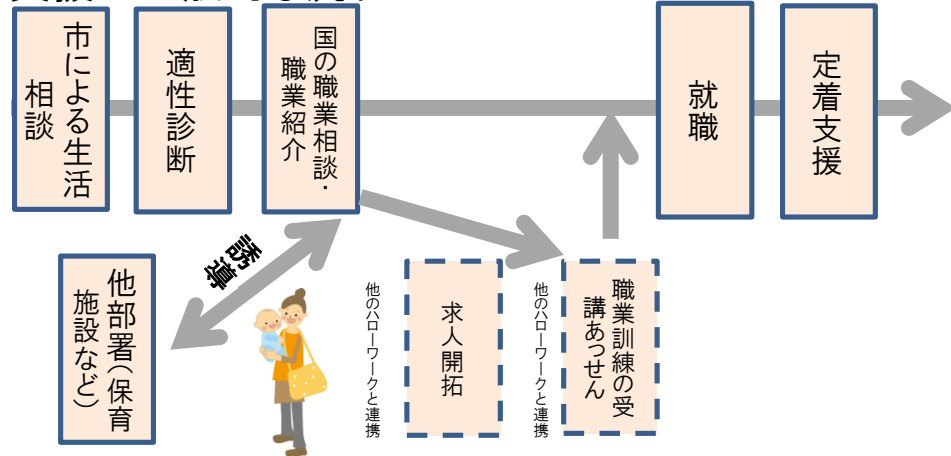 市による生活
相談
適性診断
国の職業相談・
職業紹介
就職
定着支援
誘導
他部署(保育
施設など)
他のハローワークと連携
求人開拓
他のハローワークと連携
職業訓練の受
講あっせん